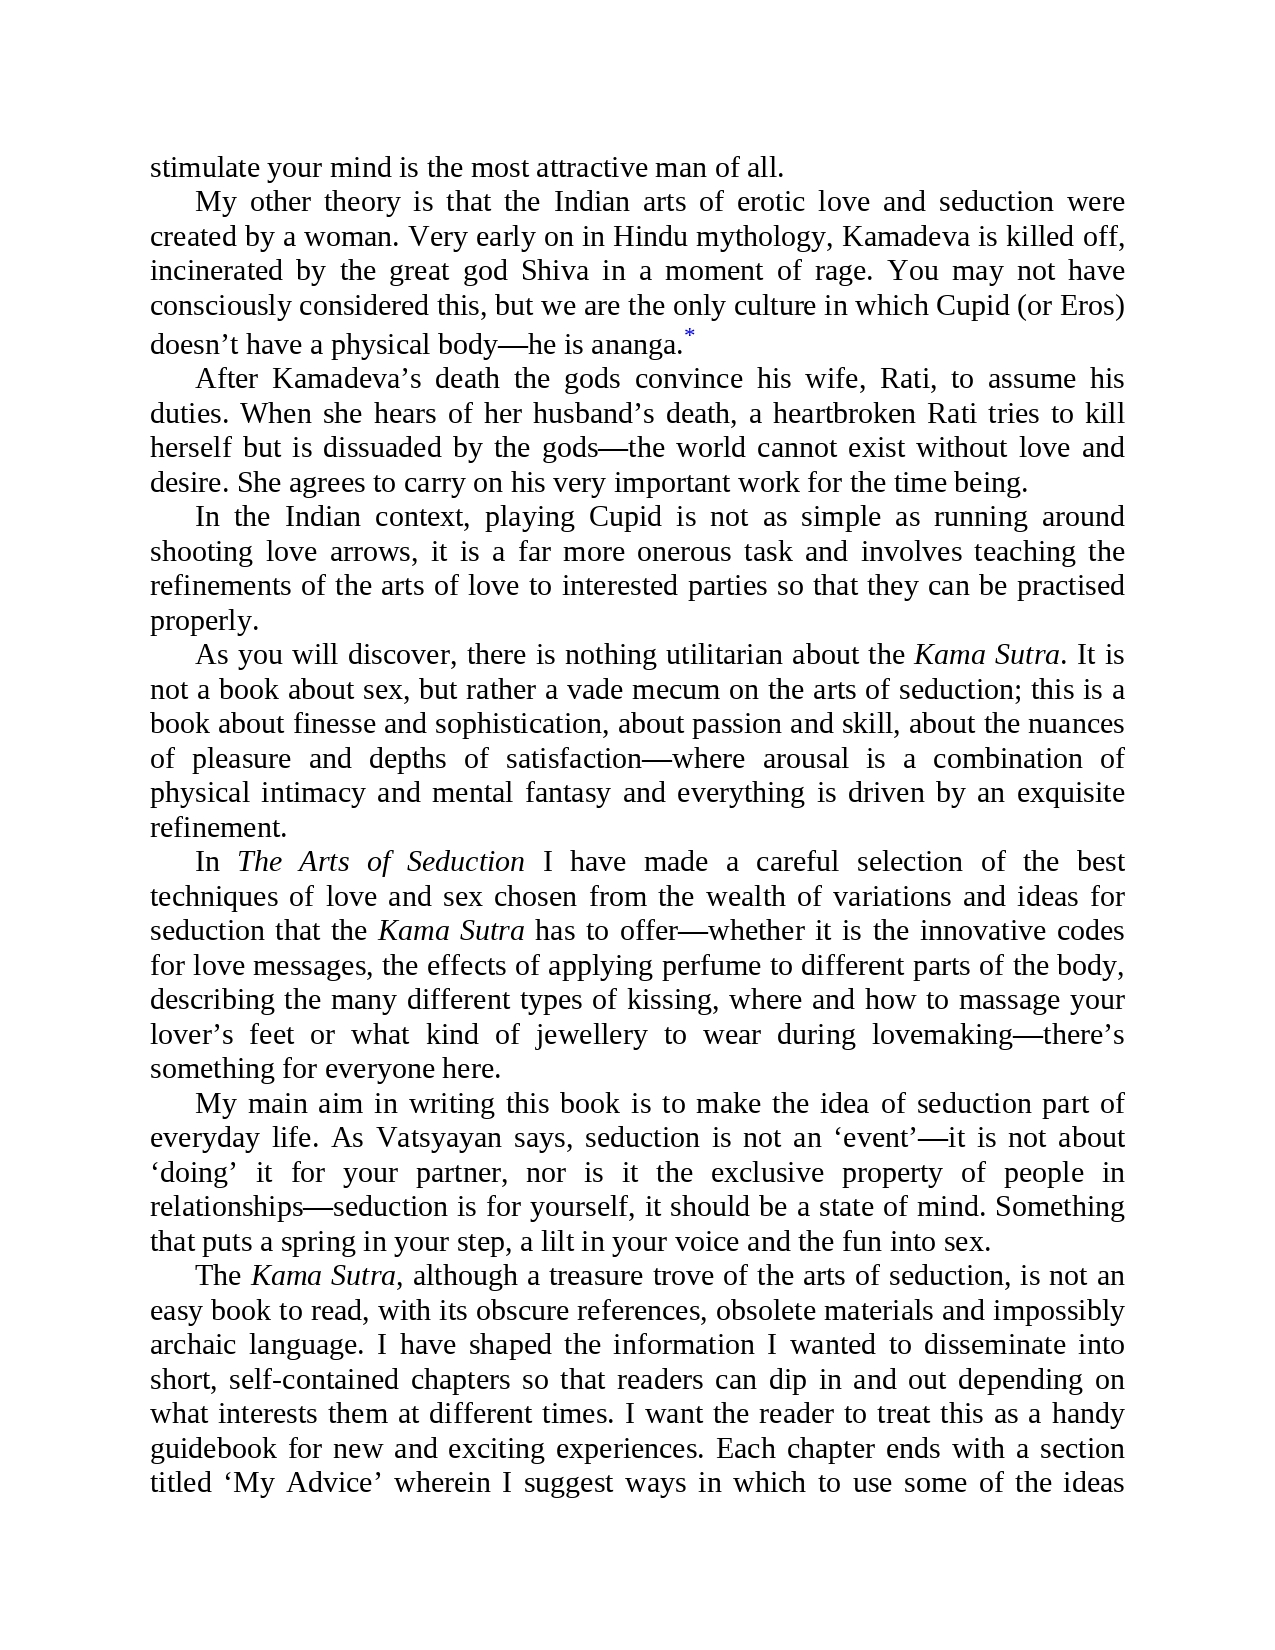 stimulate your mind is the most attractive man of all.
My other theory is that the Indian arts of erotic love and seduction were
created by a woman. Very early on in Hindu mythology, Kamadeva is killed off,
incinerated by the great god Shiva in a moment of rage. You may not have
consciously considered this, but we are the only culture in which Cupid (or Eros)
doesn’t have a physical body—he is ananga.*
After Kamadeva’s death the gods convince his wife, Rati, to assume his
duties. When she hears of her husband’s death, a heartbroken Rati tries to kill
herself but is dissuaded by the gods—the world cannot exist without love and
desire. She agrees to carry on his very important work for the time being.
In the Indian context, playing Cupid is not as simple as running around
shooting love arrows, it is a far more onerous task and involves teaching the
refinements of the arts of love to interested parties so that they can be practised
properly.
As you will discover, there is nothing utilitarian about the Kama Sutra. It is
not a book about sex, but rather a vade mecum on the arts of seduction; this is a
book about finesse and sophistication, about passion and skill, about the nuances
of pleasure and depths of satisfaction—where arousal is a combination of
physical intimacy and mental fantasy and everything is driven by an exquisite
refinement.
In The Arts of Seduction I have made a careful selection of the best
techniques of love and sex chosen from the wealth of variations and ideas for
seduction that the Kama Sutra has to offer—whether it is the innovative codes
for love messages, the effects of applying perfume to different parts of the body,
describing the many different types of kissing, where and how to massage your
lover’s feet or what kind of jewellery to wear during lovemaking—there’s
something for everyone here.
My main aim in writing this book is to make the idea of seduction part of
everyday life. As Vatsyayan says, seduction is not an ‘event’—it is not about
‘doing’ it for your partner, nor is it the exclusive property of people in
relationships—seduction is for yourself, it should be a state of mind. Something
that puts a spring in your step, a lilt in your voice and the fun into sex.
The Kama Sutra, although a treasure trove of the arts of seduction, is not an
easy book to read, with its obscure references, obsolete materials and impossibly
archaic language. I have shaped the information I wanted to disseminate into
short, self-contained chapters so that readers can dip in and out depending on
what interests them at different times. I want the reader to treat this as a handy
guidebook for new and exciting experiences. Each chapter ends with a section
titled ‘My Advice’ wherein I suggest ways in which to use some of the ideas